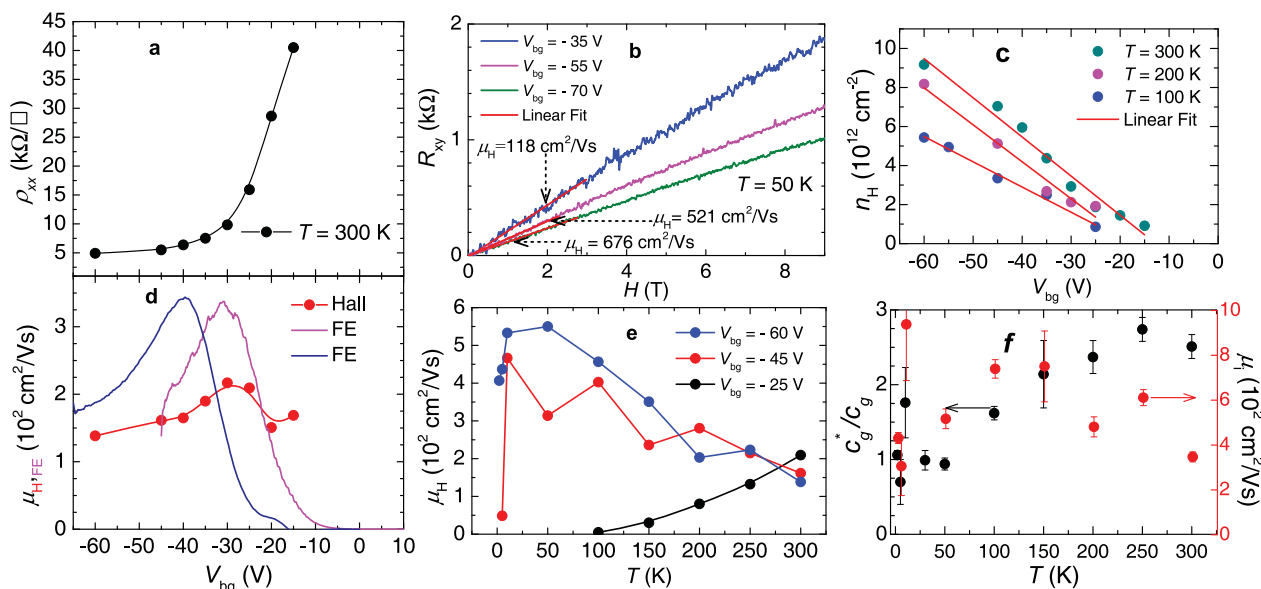 a
45
40
35
30
25
20
15
10
5
ρxx (kΩ/□)
T = 300 K
b
2
1
0
Rxy (kΩ)
Vbg = - 35 V
Vbg = - 55 V
Vbg = - 70 V
Linear Fit
μH=118 cm²/Vs
T = 50 K
μH = 521 cm²/Vs
μH = 676 cm²/Vs
0 2 4 6 8
H (T)
c
10
8
6
4
2
0
nH (10¹² cm⁻²)
T = 300 K
T = 200 K
T = 100 K
Linear Fit
-60 -50 -40 -30 -20 -10 0
Vbg (V)
d
3
2
1
0
μH,FE (10² cm²/Vs)
Hall
FE
FE
-60 -50 -40 -30 -20 -10 0 10
Vbg (V)
e
6
5
4
3
2
1
0
μH (10² cm²/Vs)
Vbg = - 60 V
Vbg = - 45 V
Vbg = - 25 V
0 50 100 150 200 250 300
T (K)
f
3
2
1
0
c*g/cg
10
8
6
4
2
0
μi (10² cm²/Vs)
0 50 100 150 200 250 300
T (K)